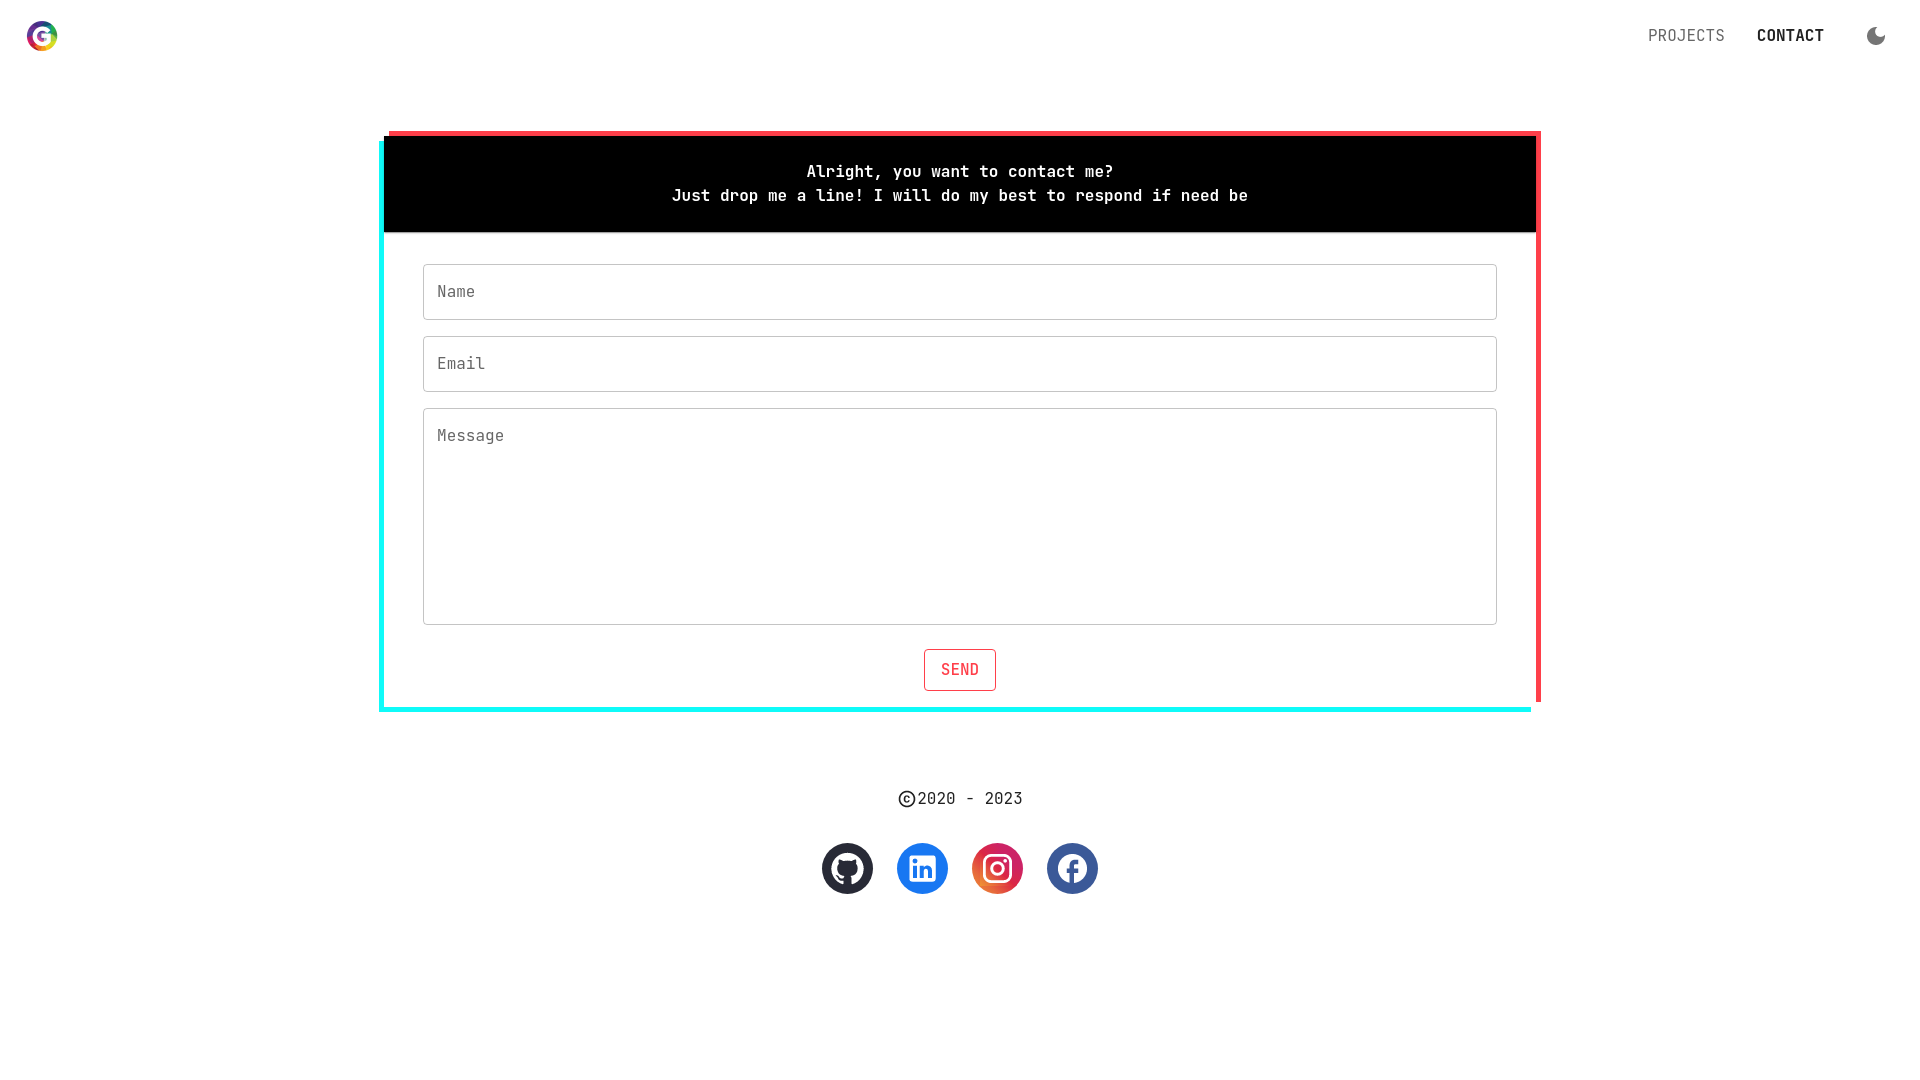 PROJECTS CONTACT
Alright, you want to contact me?
Just drop me a line! I will do my best to respond if need be
Name
Email
Message
SEND
©2020 - 2023